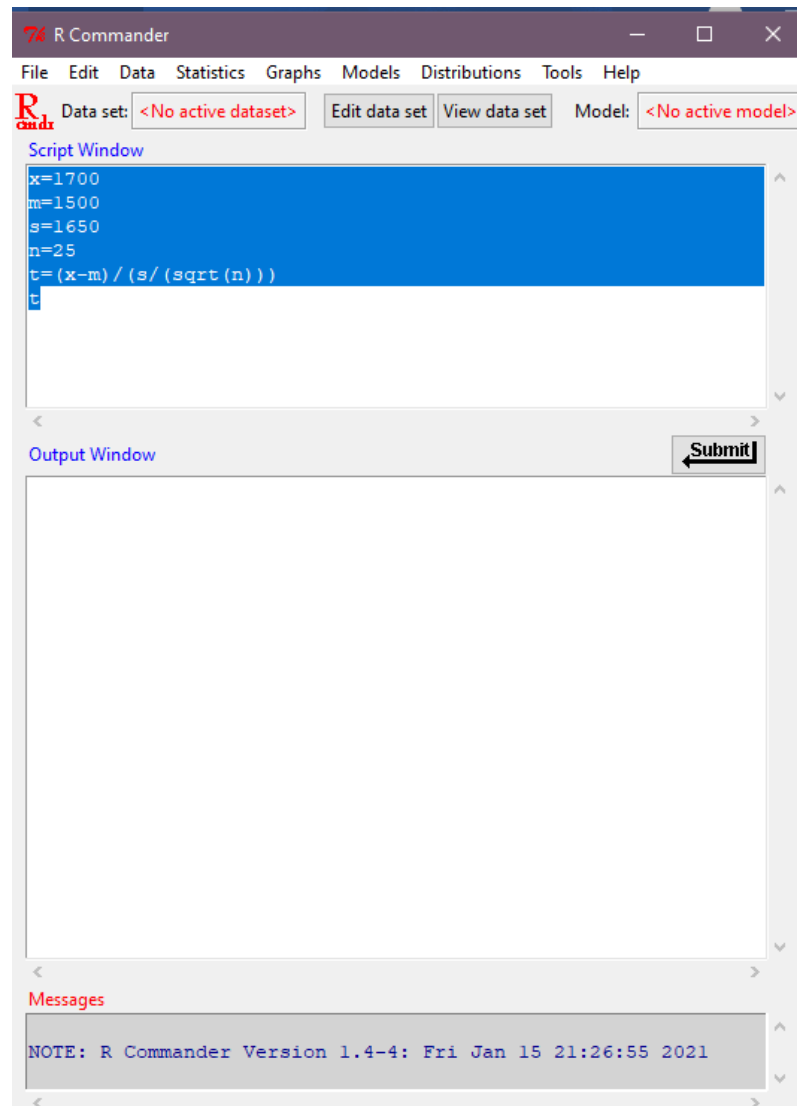 R Commander
File Edit Data Statistics Graphs Models Distributions Tools Help
R cmdr Data set: <No active dataset> Edit data set View data set Model: <No active model>
Script Window
x=1700
m=1500
s=1650
n=25
t=(x-m)/(s/(sqrt(n)))
t
Output Window
Submit
Messages
NOTE: R Commander Version 1.4-4: Fri Jan 15 21:26:55 2021